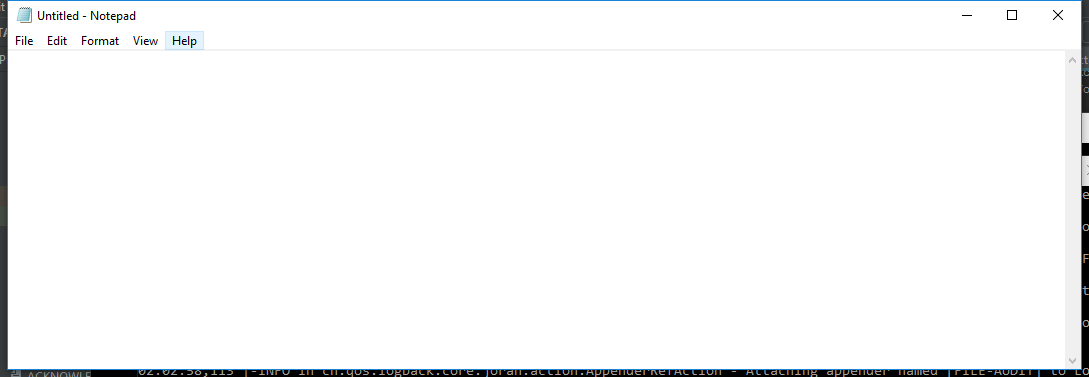 Untitled - Notepad
File Edit Format View Help
ACKNOWLE
02:02:58,113 |-INFO in ch.qos.logback.core.joran.action.AppenderRefAction - Attaching appender named [FILE-AUDIT] to Lo